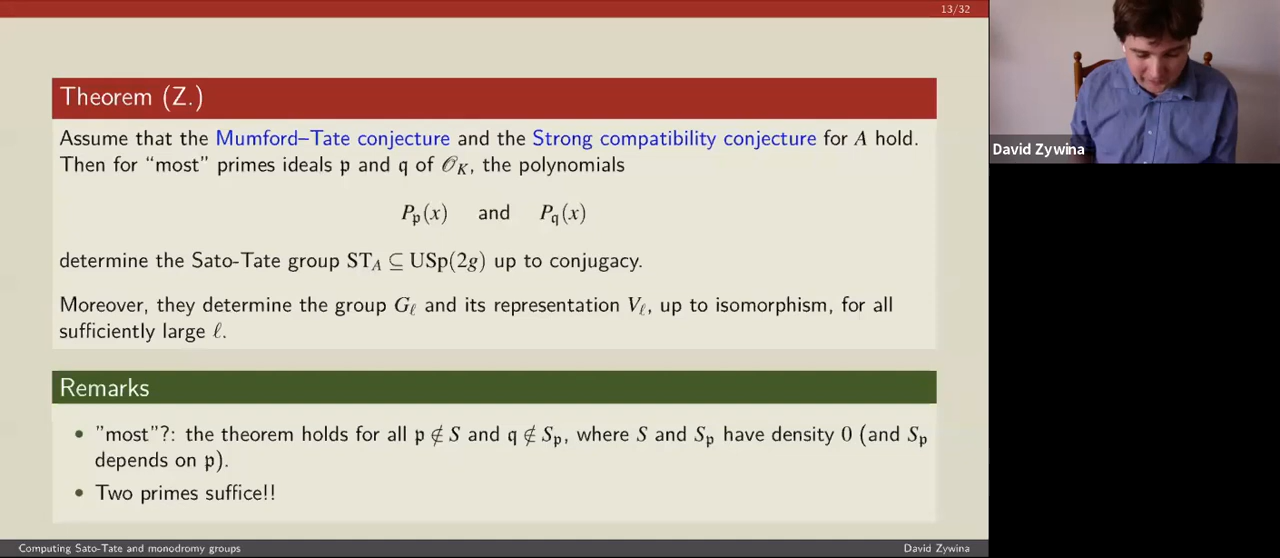 13/32
Theorem (Z.)
Assume that the Mumford–Tate conjecture and the Strong compatibility conjecture for A hold.
Then for “most” primes ideals 𝔭 and 𝔮 of 𝒪_K, the polynomials
P_𝔭(x) and P_𝔮(x)
determine the Sato-Tate group ST_A ⊆ USp(2g) up to conjugacy.
Moreover, they determine the group G_ℓ and its representation V_ℓ, up to isomorphism, for all
sufficiently large ℓ.
Remarks
• ”most”?: the theorem holds for all 𝔭 ∉ S and 𝔮 ∉ S_𝔭, where S and S_𝔭 have density 0 (and S_𝔭
depends on 𝔭).
• Two primes suffice!!
Computing Sato-Tate and monodromy groups
David Zywina
David Zywina